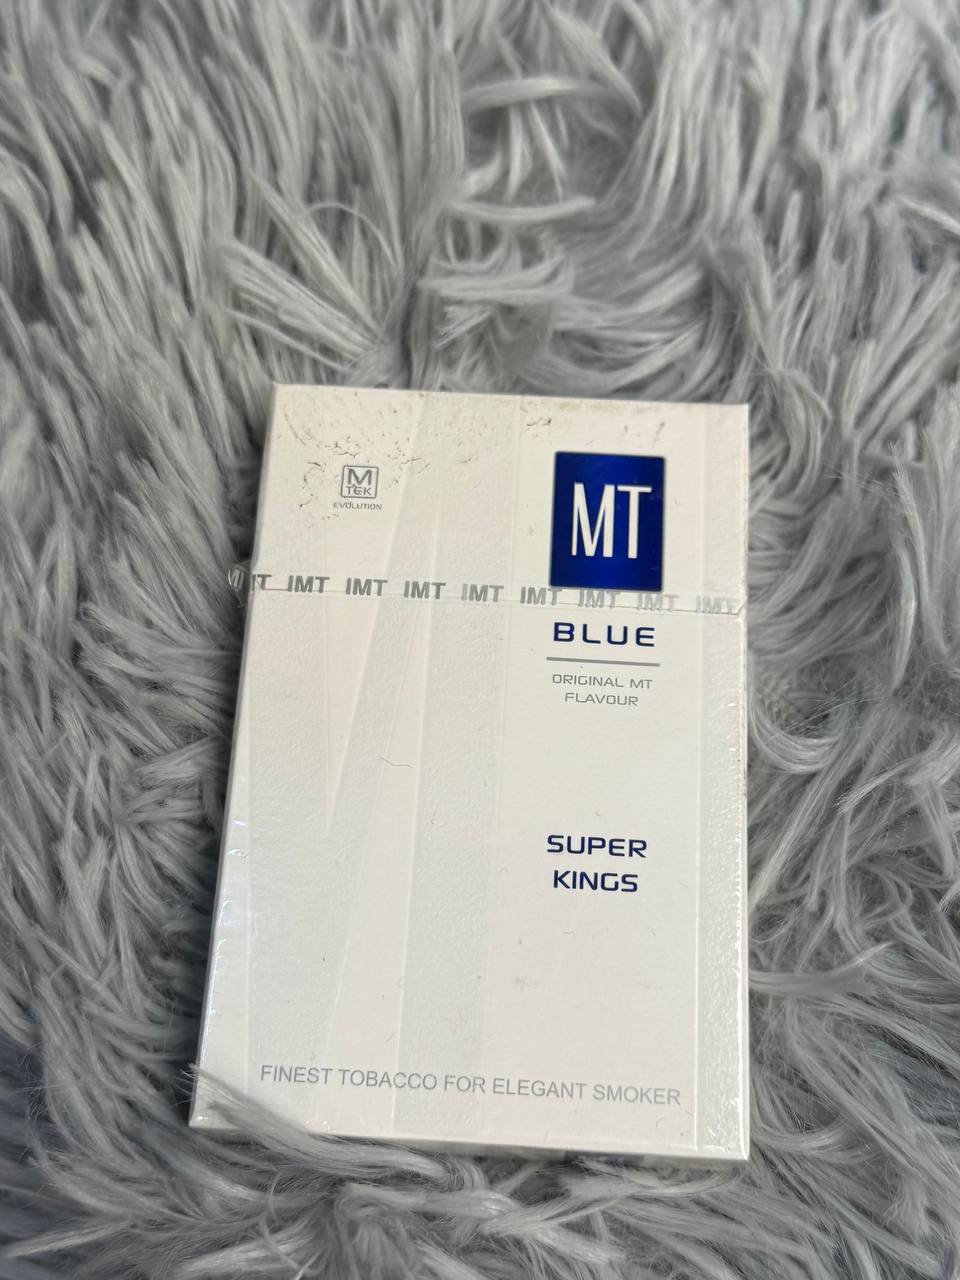 M
TEK
EVOLUTION
MT
IMT IMT IMT IMT IMT IMT IMT IMT
BLUE
ORIGINAL MT
FLAVOUR
SUPER
KINGS
FINEST TOBACCO FOR ELEGANT SMOKER